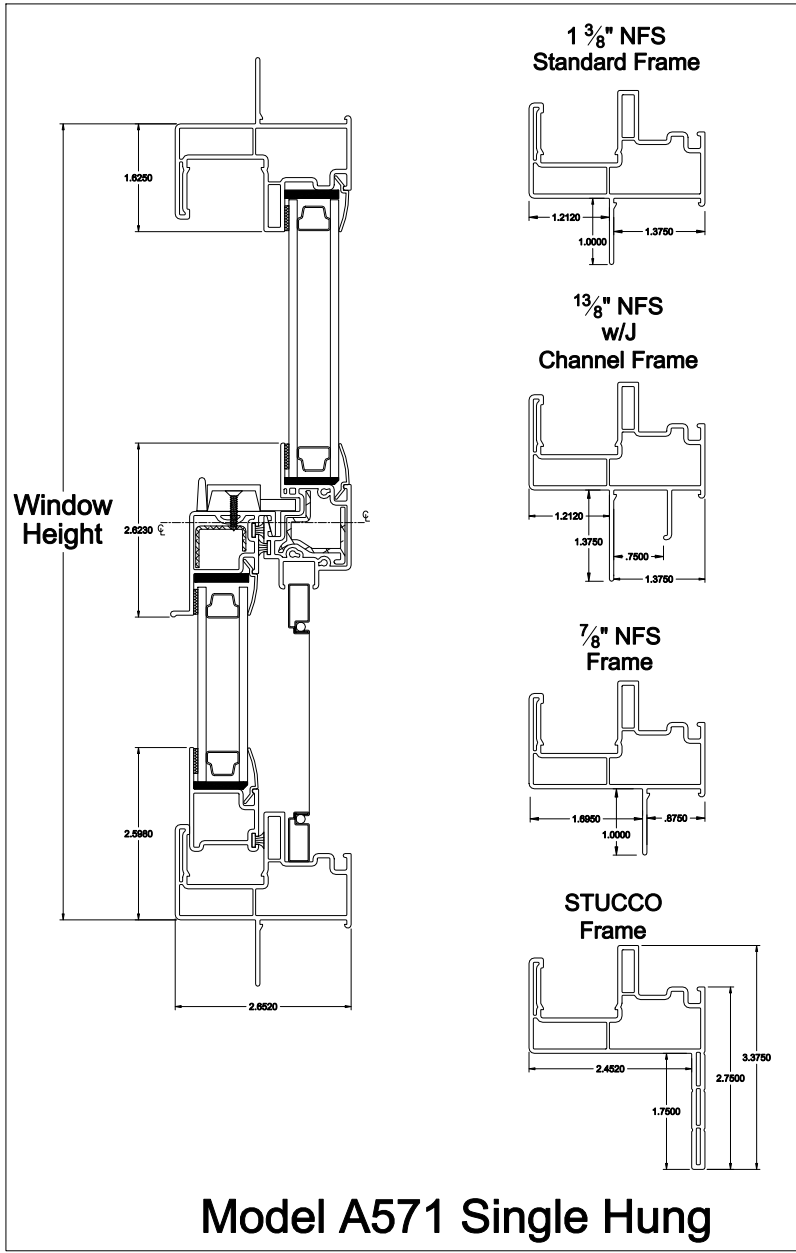 1 3/8" NFS
Standard Frame
1.6250
1.2120
1.0000
1.3750
13/8" NFS
w/J
Channel Frame
Window
Height
2.6230
℄
℄
1.2120
1.3750
.7500
1.3750
7/8" NFS
Frame
2.5980
1.6950
1.0000
.8750
STUCCO
Frame
2.6520
2.4520
1.7500
2.7500
3.3750
Model A571 Single Hung